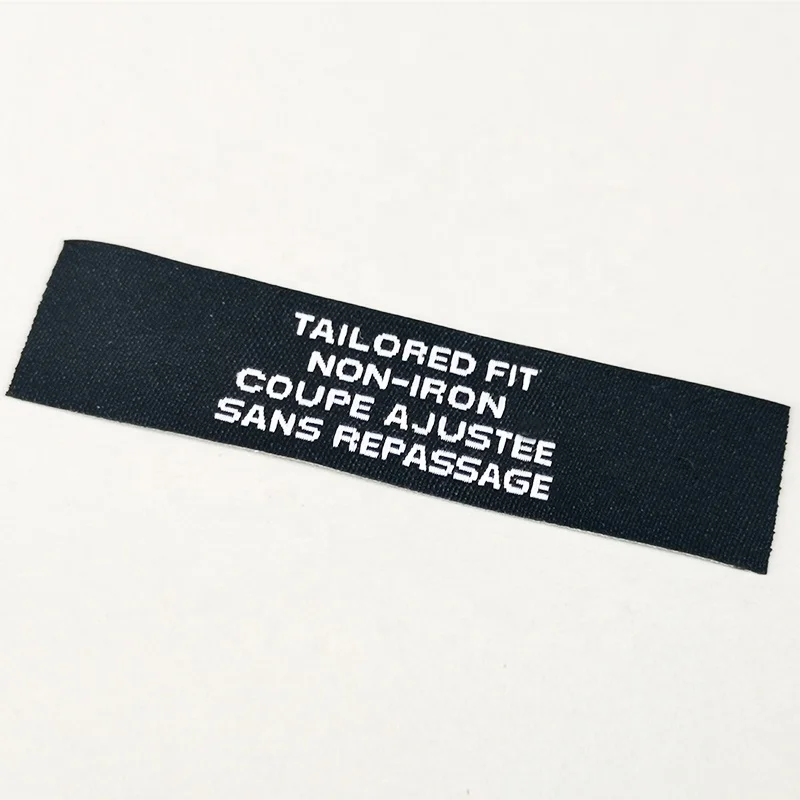 TAILORED FIT
NON-IRON
COUPE AJUSTEE
SANS REPASSAGE